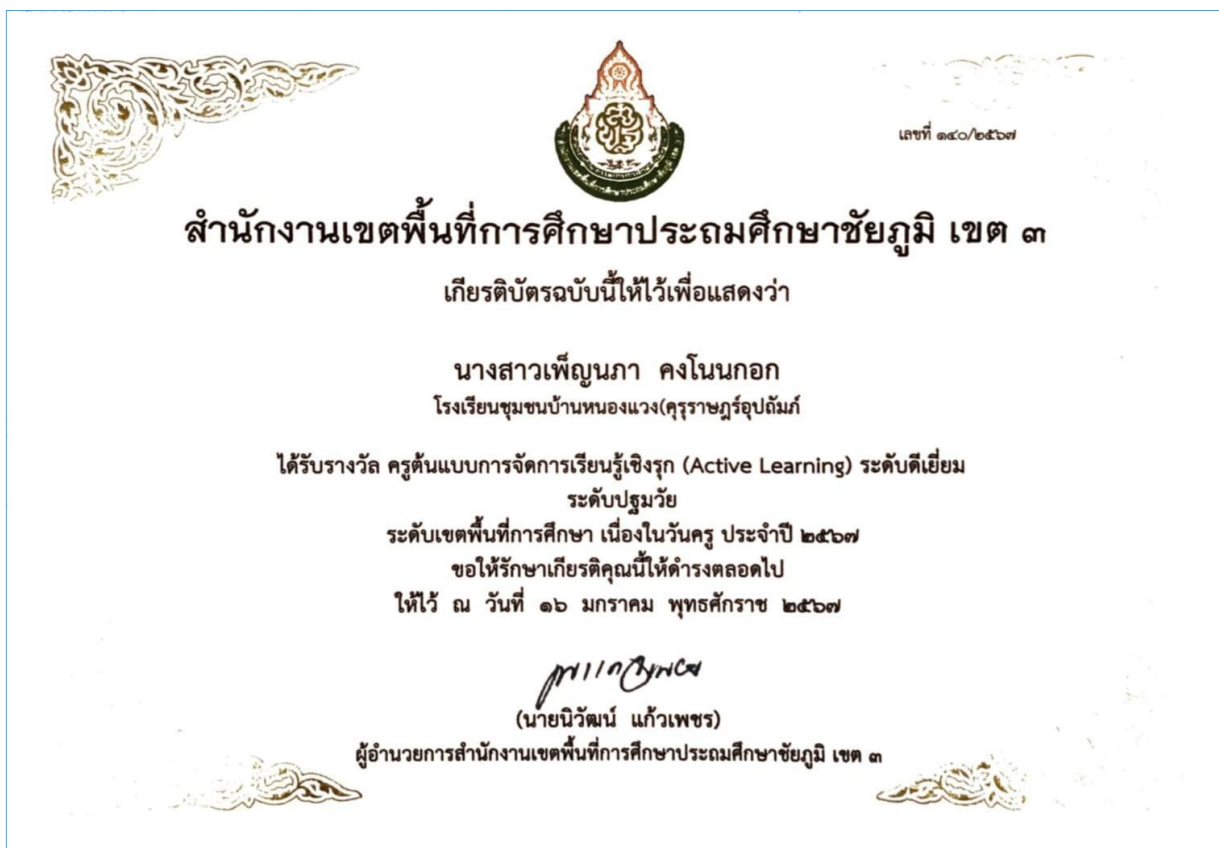 เลขที่ ๑๔๐/๒๕๖๗
สำนักงานเขตพื้นที่การศึกษาประถมศึกษาชัยภูมิ เขต ๓
เกียรติบัตรฉบับนี้ให้ไว้เพื่อแสดงว่า
นางสาวเพ็ญนภา คงโนนกอก
โรงเรียนชุมชนบ้านหนองแวง(คุรุราษฎร์อุปถัมภ์
ได้รับรางวัล ครูต้นแบบการจัดการเรียนรู้เชิงรุก (Active Learning) ระดับดีเยี่ยม
ระดับปฐมวัย
ระดับเขตพื้นที่การศึกษา เนื่องในวันครู ประจำปี ๒๕๖๗
ขอให้รักษาเกียรติคุณนี้ให้ดำรงตลอดไป
ให้ไว้ ณ วันที่ ๑๖ มกราคม พุทธศักราช ๒๕๖๗
(นายนิวัฒน์ แก้วเพชร)
ผู้อำนวยการสำนักงานเขตพื้นที่การศึกษาประถมศึกษาชัยภูมิ เขต ๓